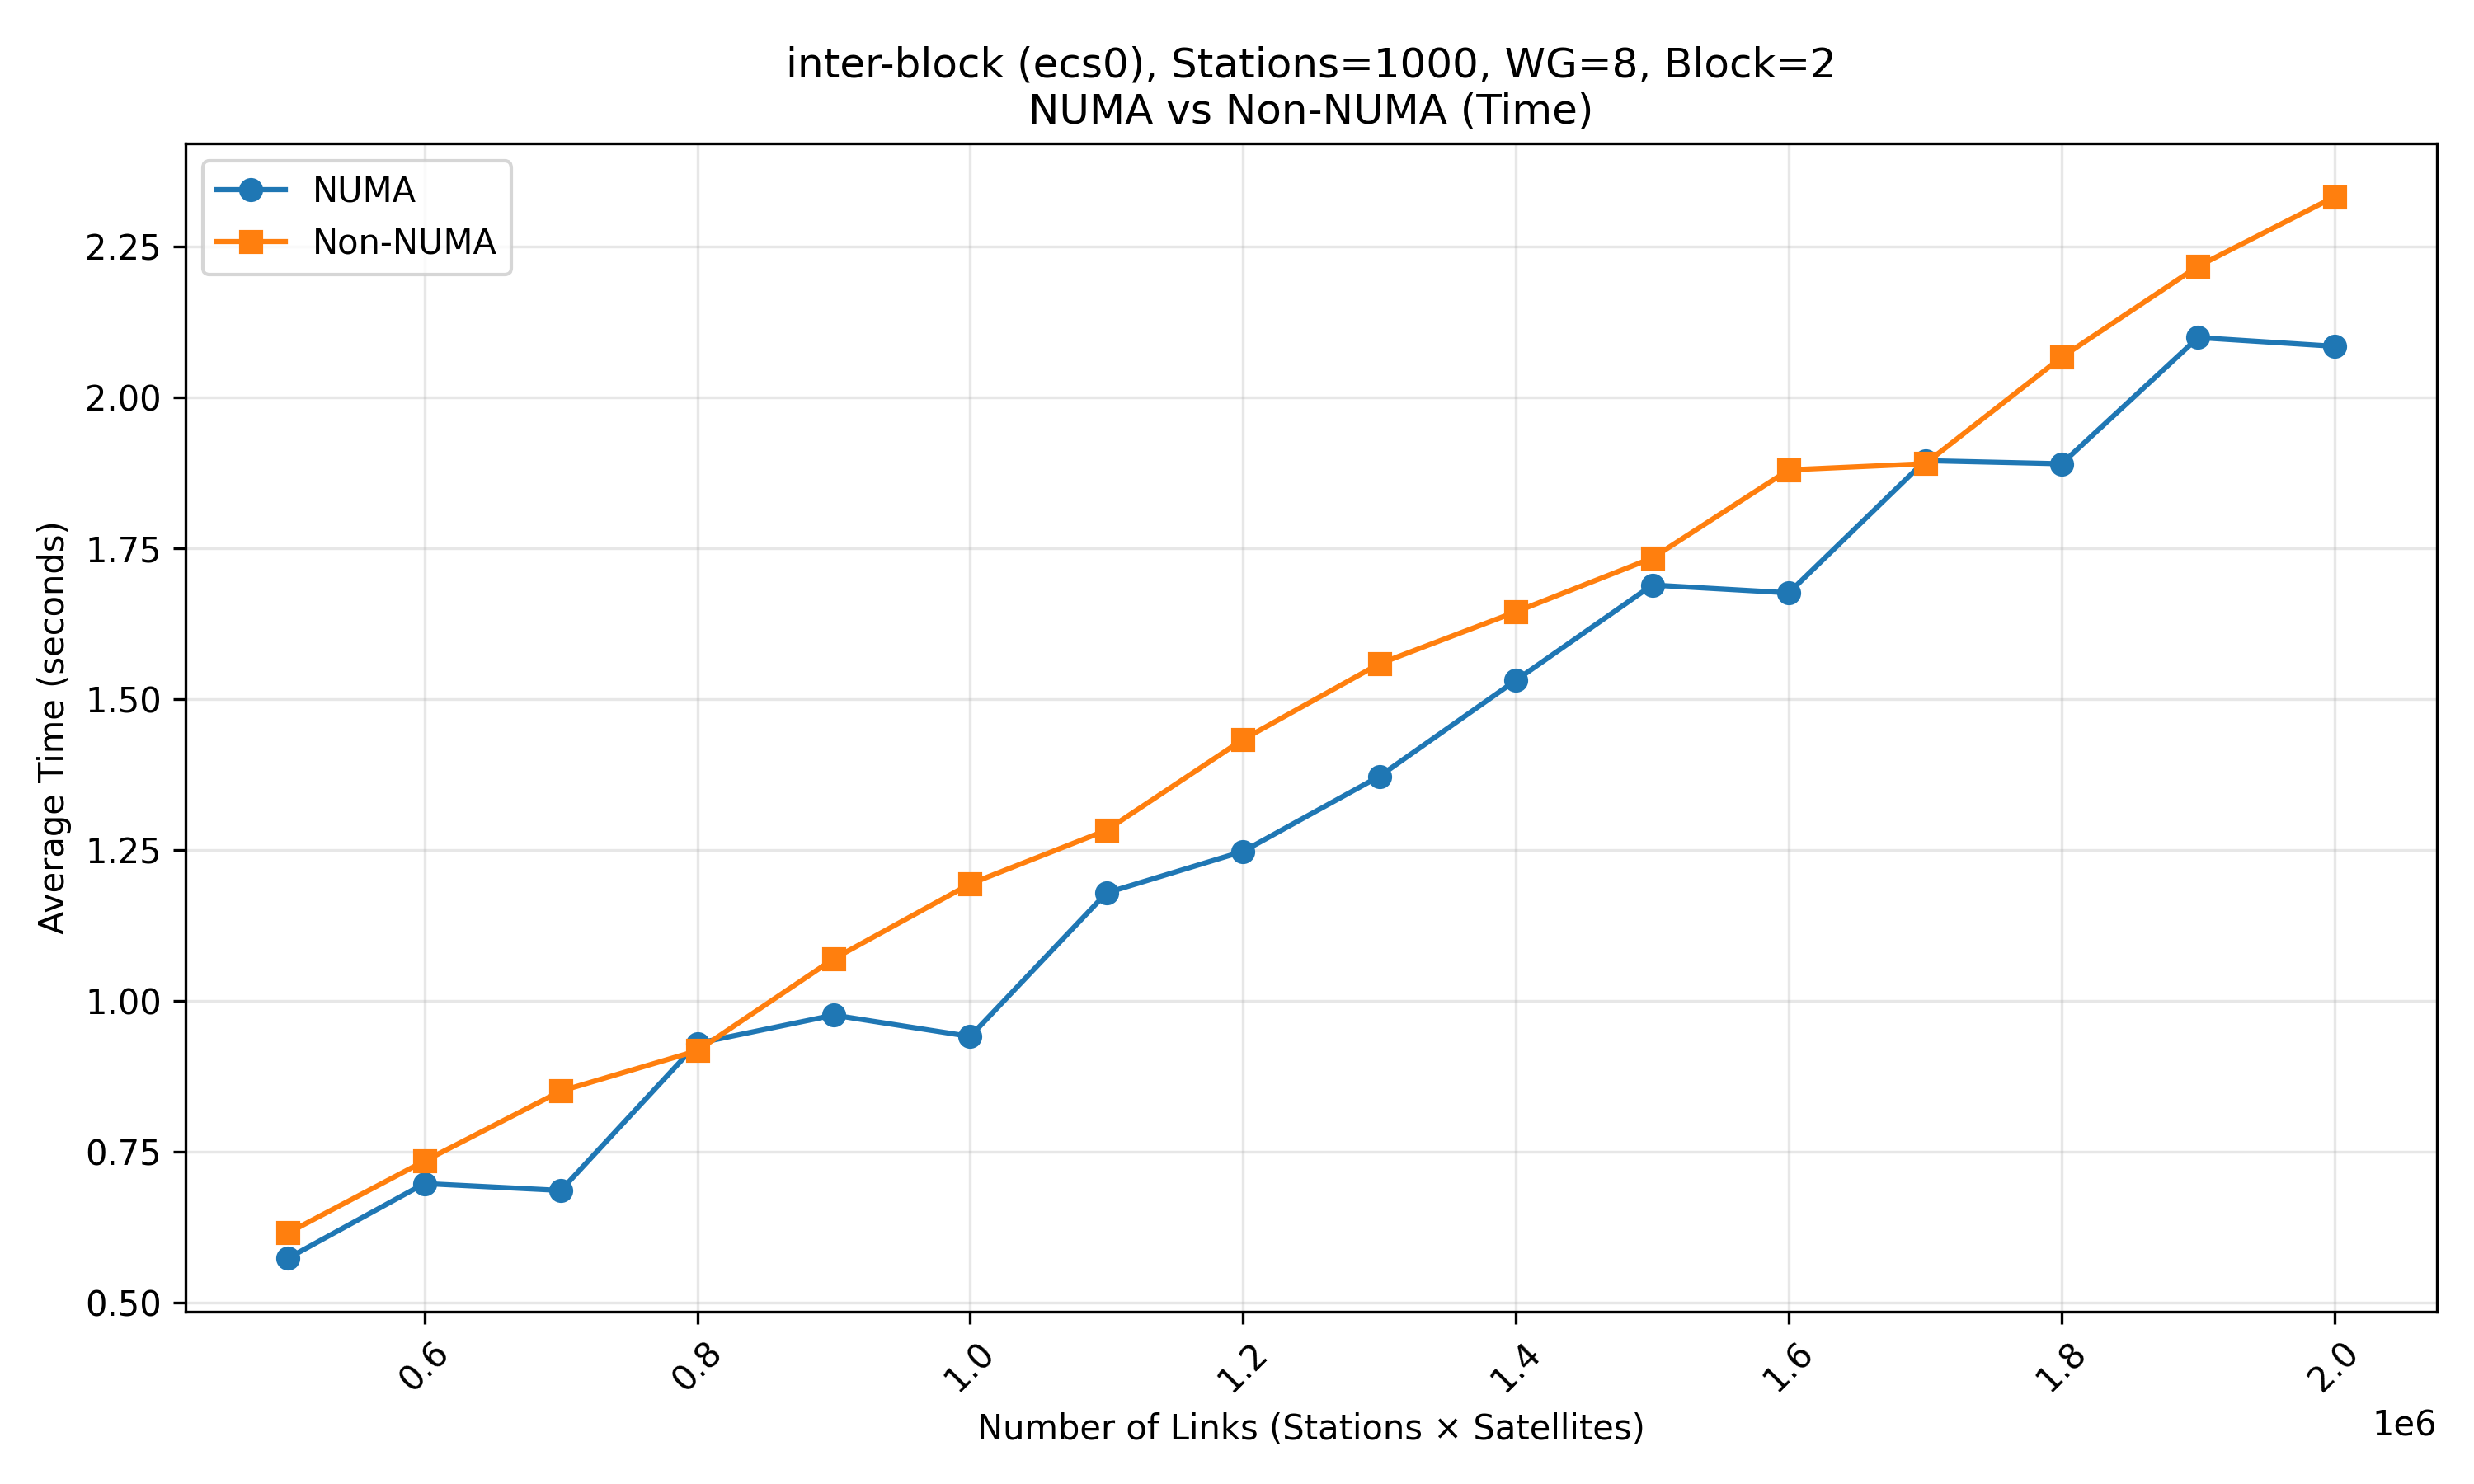 inter-block (ecs0), Stations=1000, WG=8, Block=2
NUMA vs Non-NUMA (Time)
NUMA
Non-NUMA
2.25
2.00
1.75
1.50
1.25
1.00
0.75
0.50
Average Time (seconds)
0.6
0.8
1.0
1.2
1.4
1.6
1.8
2.0
1e6
Number of Links (Stations × Satellites)